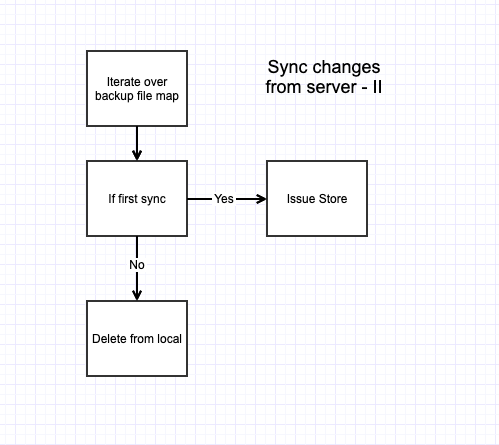 Sync changes
from server - II
Iterate over
backup file map
If first sync
Yes
Issue Store
No
Delete from local